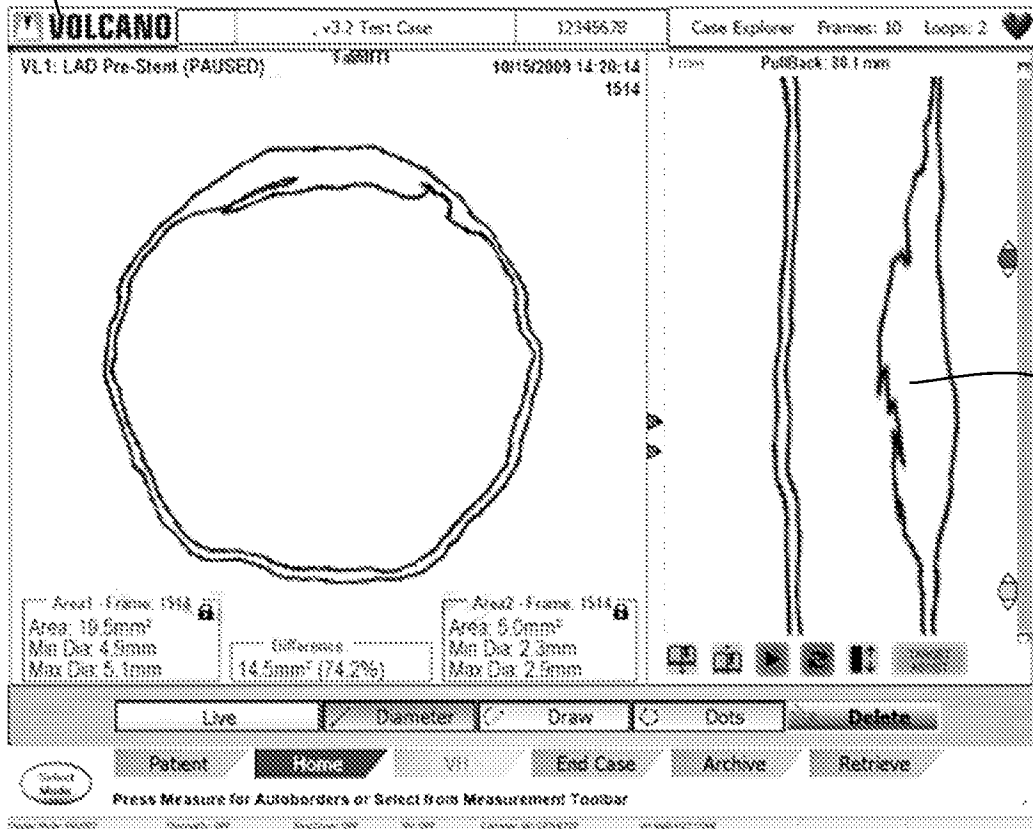 VOLCANO
, v3.2 Test Case
12345678
Case Explorer Frames: 10 Loops: 2
VL1: LAD Pre-Stent (PAUSED)
10/15/2009 14:20:14
1514
mm PullBack: 38.1 mm
Area1 - Frame: 1514
Area: 19.5mm²
Min Dia: 4.9mm
Max Dia: 5.1mm
Difference
14.5mm² (74.2%)
Area2 - Frame: 1514
Area: 5.0mm²
Min Dia: 2.3mm
Max Dia: 2.9mm
Live Diameter Draw Dots Delete
Patient Home VH End Case Archive Retrieve
Select Mode
Press Measure for Autoborders or Select from Measurement Toolbar